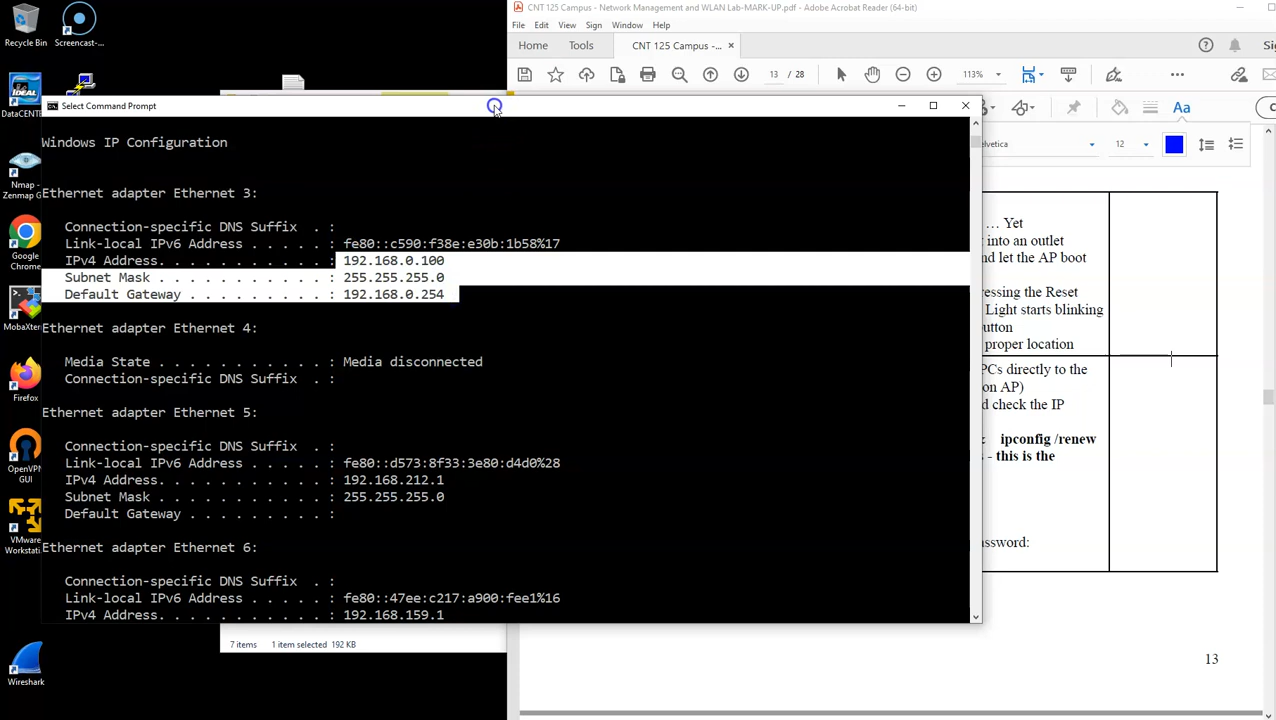 Recycle Bin
Screencast-...
DataCENT
Nmap -
Zenmap G
Google
Chrome
MobaXter
Firefox
OpenVPN
GUI
VMware
Workstati...
Wireshark
Select Command Prompt
Windows IP Configuration
Ethernet adapter Ethernet 3:
Connection-specific DNS Suffix . :
Link-local IPv6 Address . . . . . : fe80::c590:f38e:e30b:1b58%17
IPv4 Address. . . . . . . . . . . : 192.168.0.100
Subnet Mask . . . . . . . . . . . : 255.255.255.0
Default Gateway . . . . . . . . . : 192.168.0.254
Ethernet adapter Ethernet 4:
Media State . . . . . . . . . . . : Media disconnected
Connection-specific DNS Suffix . :
Ethernet adapter Ethernet 5:
Connection-specific DNS Suffix . :
Link-local IPv6 Address . . . . . : fe80::d573:8f33:3e80:d4d0%28
IPv4 Address. . . . . . . . . . . : 192.168.212.1
Subnet Mask . . . . . . . . . . . : 255.255.255.0
Default Gateway . . . . . . . . . :
Ethernet adapter Ethernet 6:
Connection-specific DNS Suffix . :
Link-local IPv6 Address . . . . . : fe80::47ee:c217:a900:fee1%16
IPv4 Address. . . . . . . . . . . : 192.168.159.1
7 items 1 item selected 192 KB
CNT 125 Campus - Network Management and WLAN Lab-MARK-UP.pdf - Adobe Acrobat Reader (64-bit)
File Edit View Sign Window Help
Home Tools CNT 125 Campus -... ×
Sig
13 28 113%
Aa
elvetica 12
… Yet
into an outlet
nd let the AP boot
ressing the Reset
Light starts blinking
utton
proper location
PCs directly to the
on AP)
nd check the IP
g ipconfig /renew
s - this is the
assword:
13